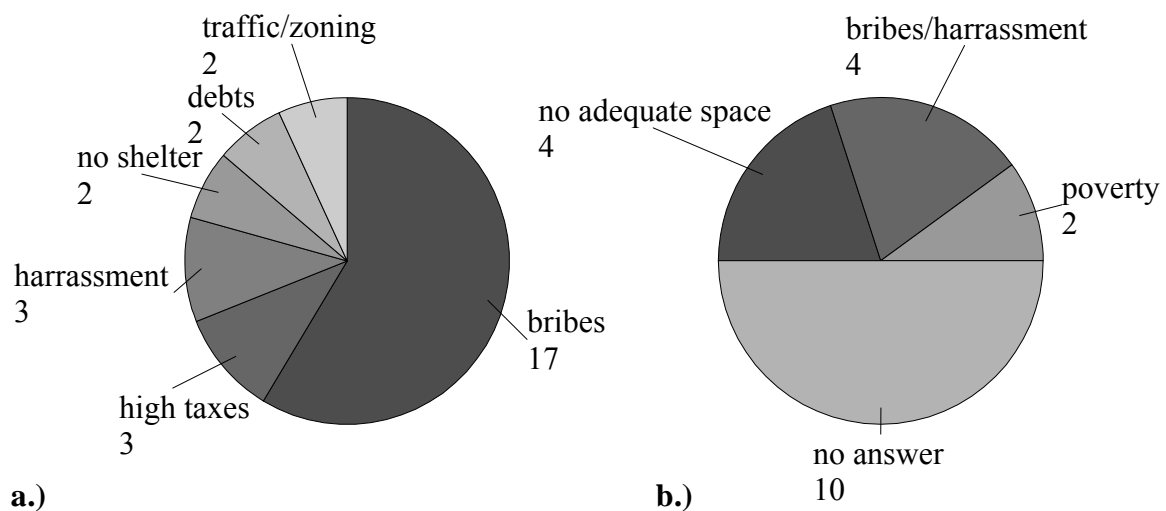 traffic/zoning
2
debts
2
no shelter
2
harrassment
3
high taxes
3
bribes
17
a.)
bribes/harrassment
4
no adequate space
4
poverty
2
no answer
10
b.)